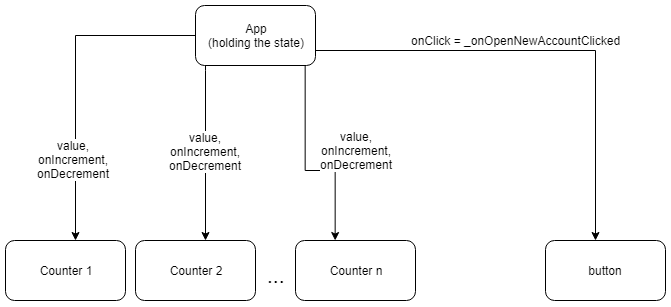 App
(holding the state)
onClick = _onOpenNewAccountClicked
value,
onIncrement,
onDecrement
value,
onIncrement,
onDecrement
value,
onIncrement,
onDecrement
Counter 1
Counter 2
...
Counter n
button